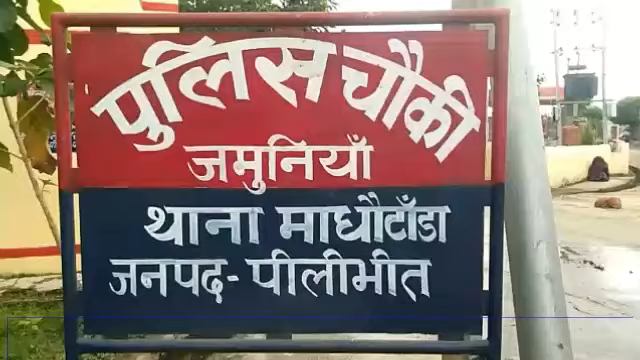 पुलिस चौकी
जमुनियाँ
थाना माधौटाँडा
जनपद-पीलीभीत